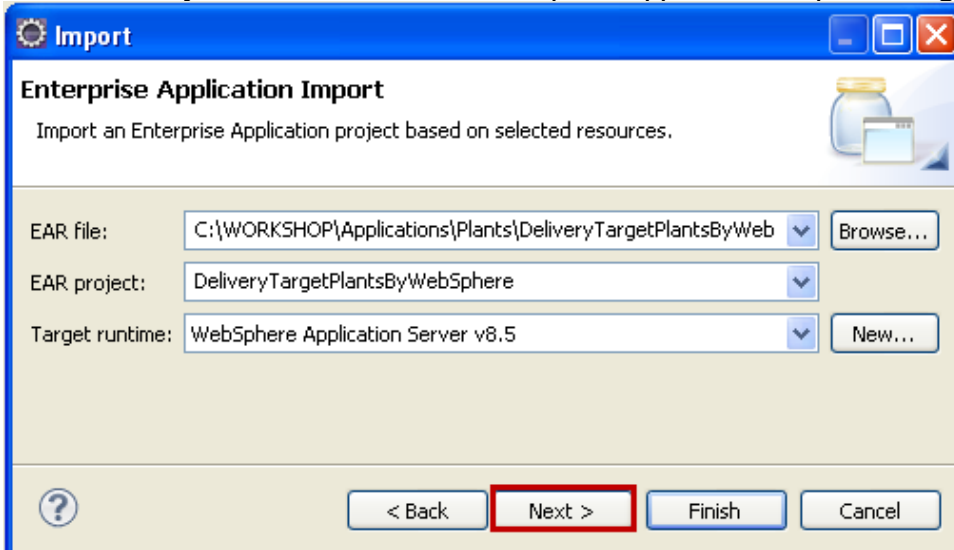 Import
Enterprise Application Import
Import an Enterprise Application project based on selected resources.
EAR file: C:\WORKSHOP\Applications\Plants\DeliveryTargetPlantsByWeb Browse...
EAR project: DeliveryTargetPlantsByWebSphere
Target runtime: WebSphere Application Server v8.5 New...
? < Back Next > Finish Cancel